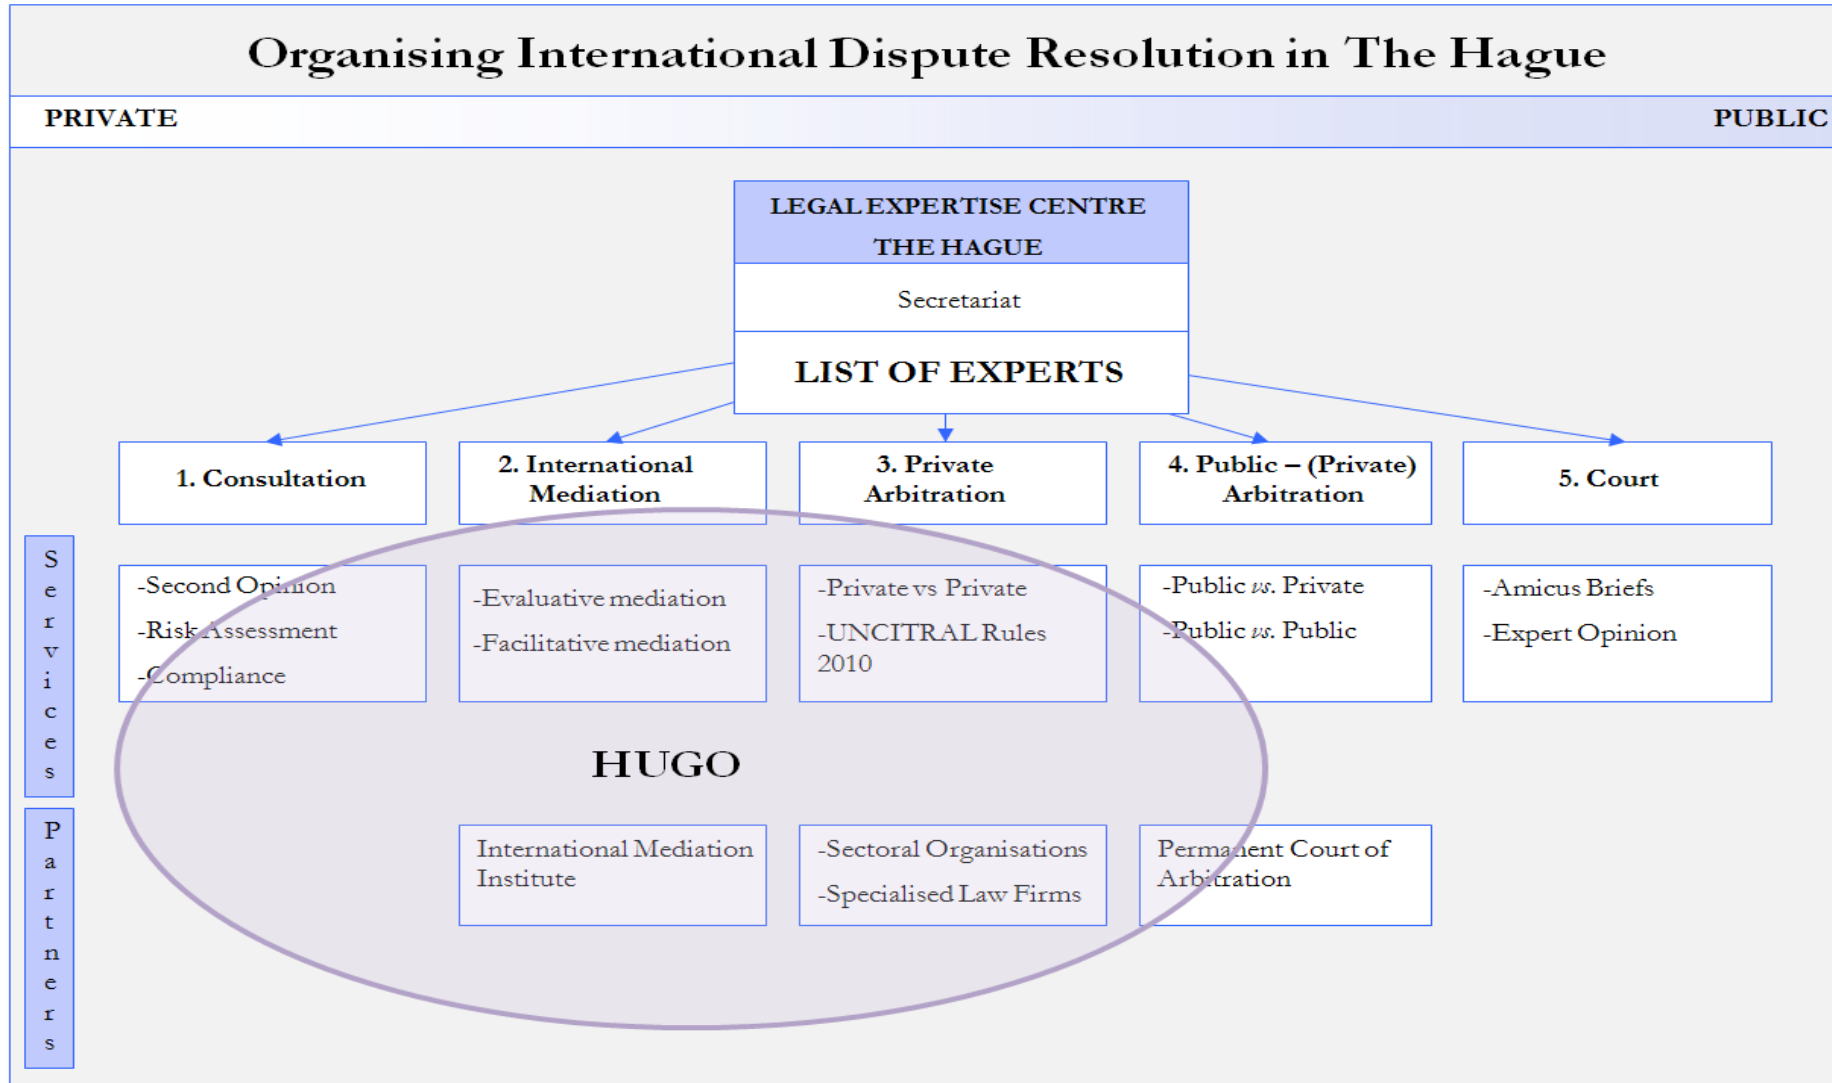 Organising International Dispute Resolution in The Hague
PRIVATE
PUBLIC
LEGAL EXPERTISE CENTRE
THE HAGUE
Secretariat
LIST OF EXPERTS
1. Consultation
2. International
Mediation
3. Private
Arbitration
4. Public – (Private)
Arbitration
5. Court
Services
-Second Opinion
-Risk Assessment
-Compliance
-Evaluative mediation
-Facilitative mediation
-Private vs Private
-UNCITRAL Rules
2010
-Public vs. Private
-Public vs. Public
-Amicus Briefs
-Expert Opinion
HUGO
Partners
International Mediation
Institute
-Sectoral Organisations
-Specialised Law Firms
Permanent Court of
Arbitration